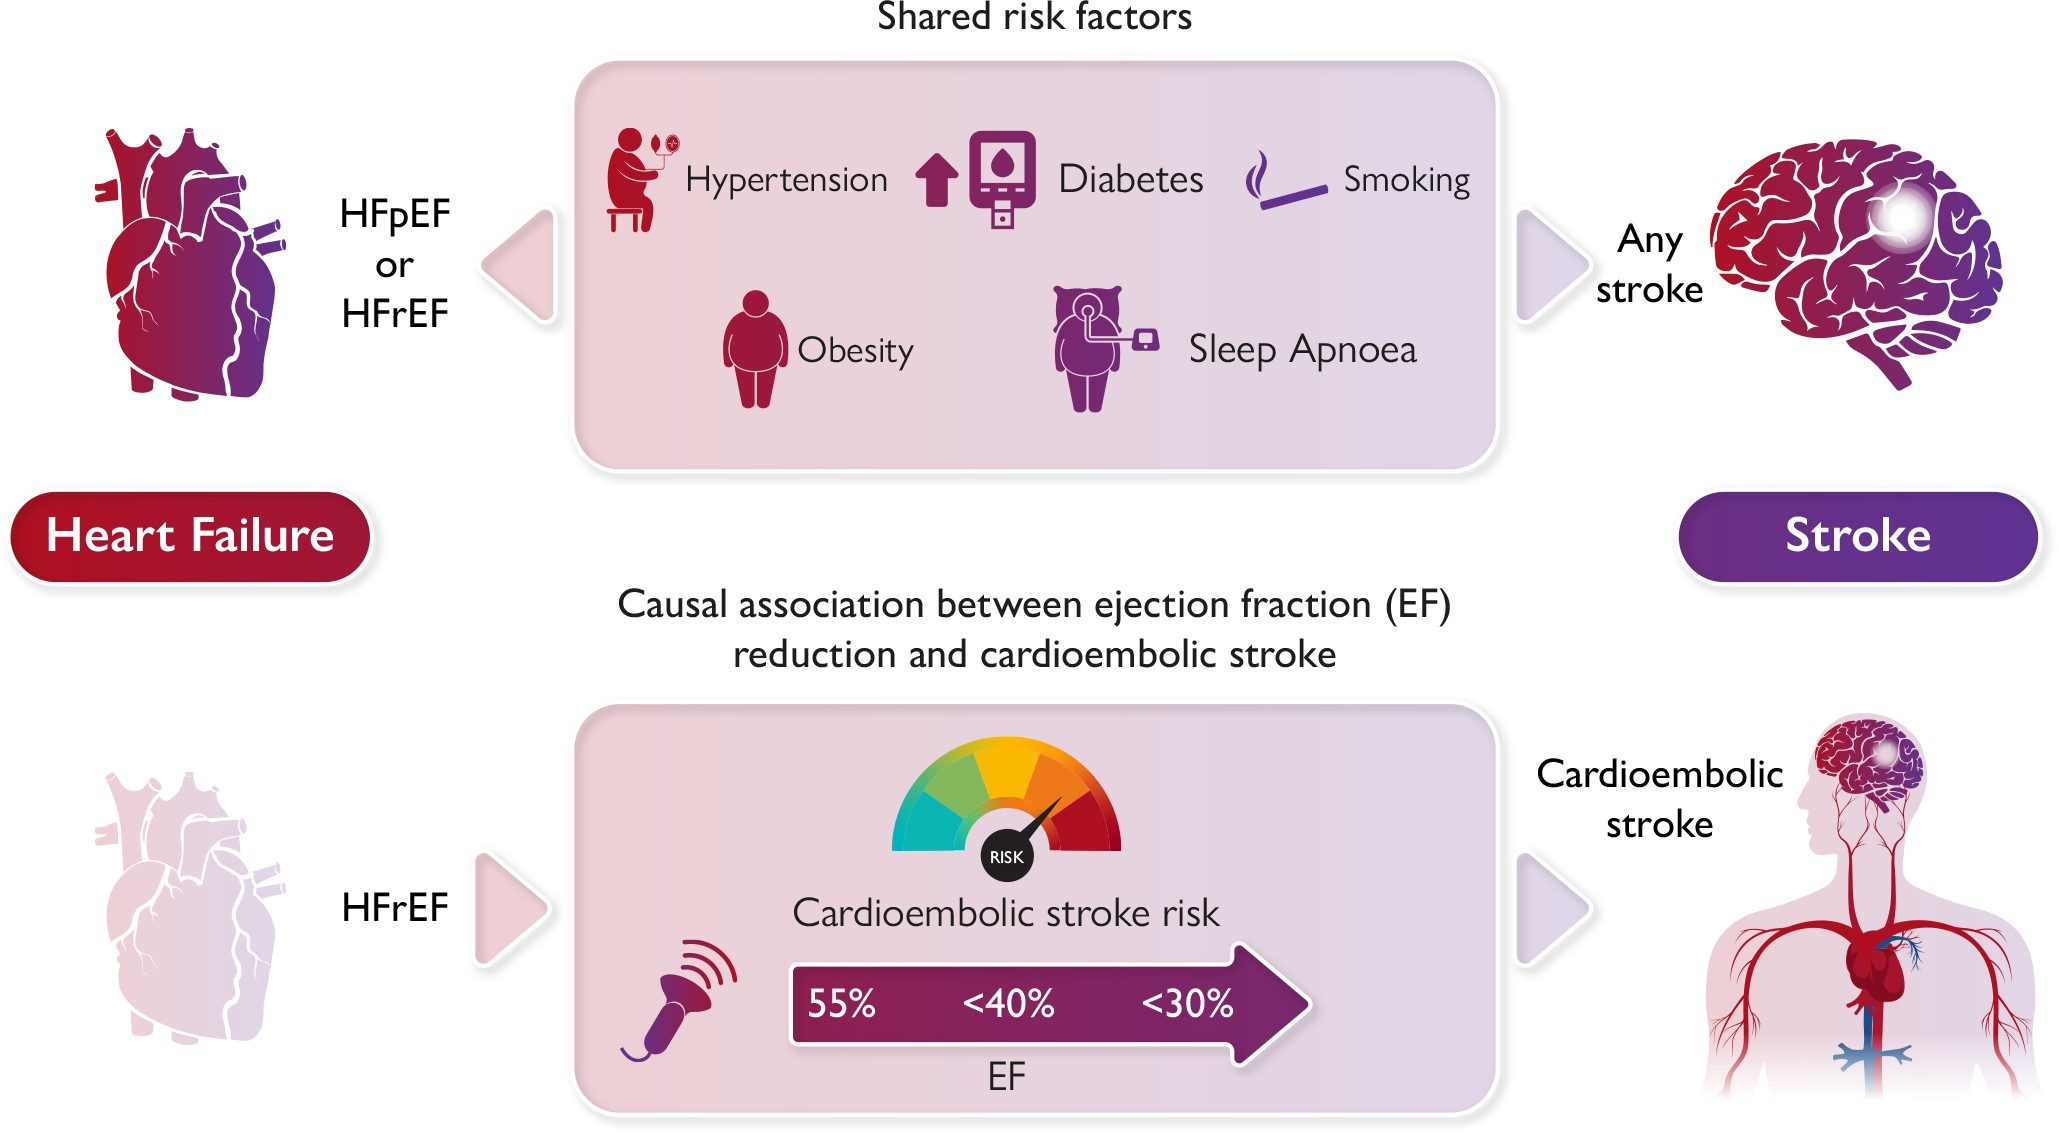 Shared risk factors
HFpEF
or
HFrEF
Hypertension
Diabetes
Smoking
Obesity
Sleep Apnoea
Any
stroke
Heart Failure
Stroke
Causal association between ejection fraction (EF)
reduction and cardioembolic stroke
HFrEF
RISK
Cardioembolic stroke risk
55% <40% <30%
EF
Cardioembolic
stroke